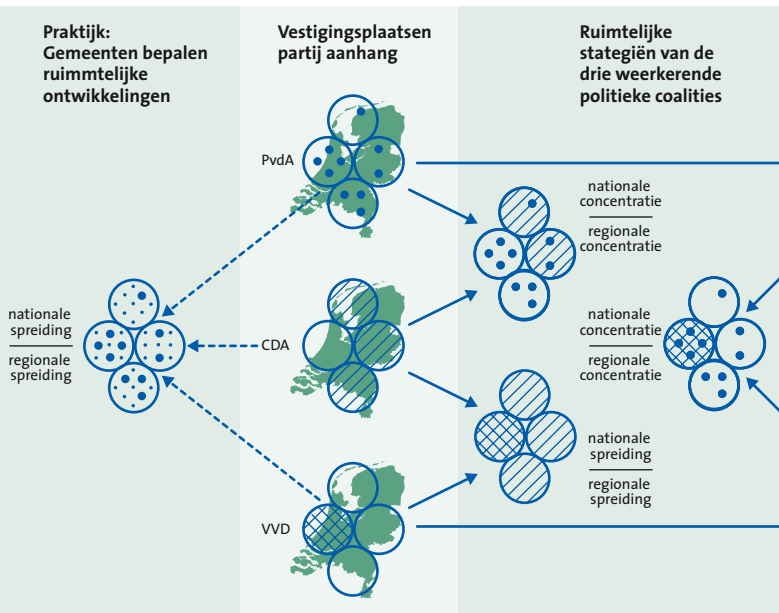 Praktijk:
Gemeenten bepalen
ruimmtelijke
ontwikkelingen
Vestigingsplaatsen
partij aanhang
Ruimtelijke
stategiën van de
drie weerkerende
politieke coalities
PvdA
nationale
concentratie
regionale
concentratie
nationale
spreiding
regionale
spreiding
CDA
nationale
concentratie
regionale
concentratie
nationale
spreiding
regionale
spreiding
VVD